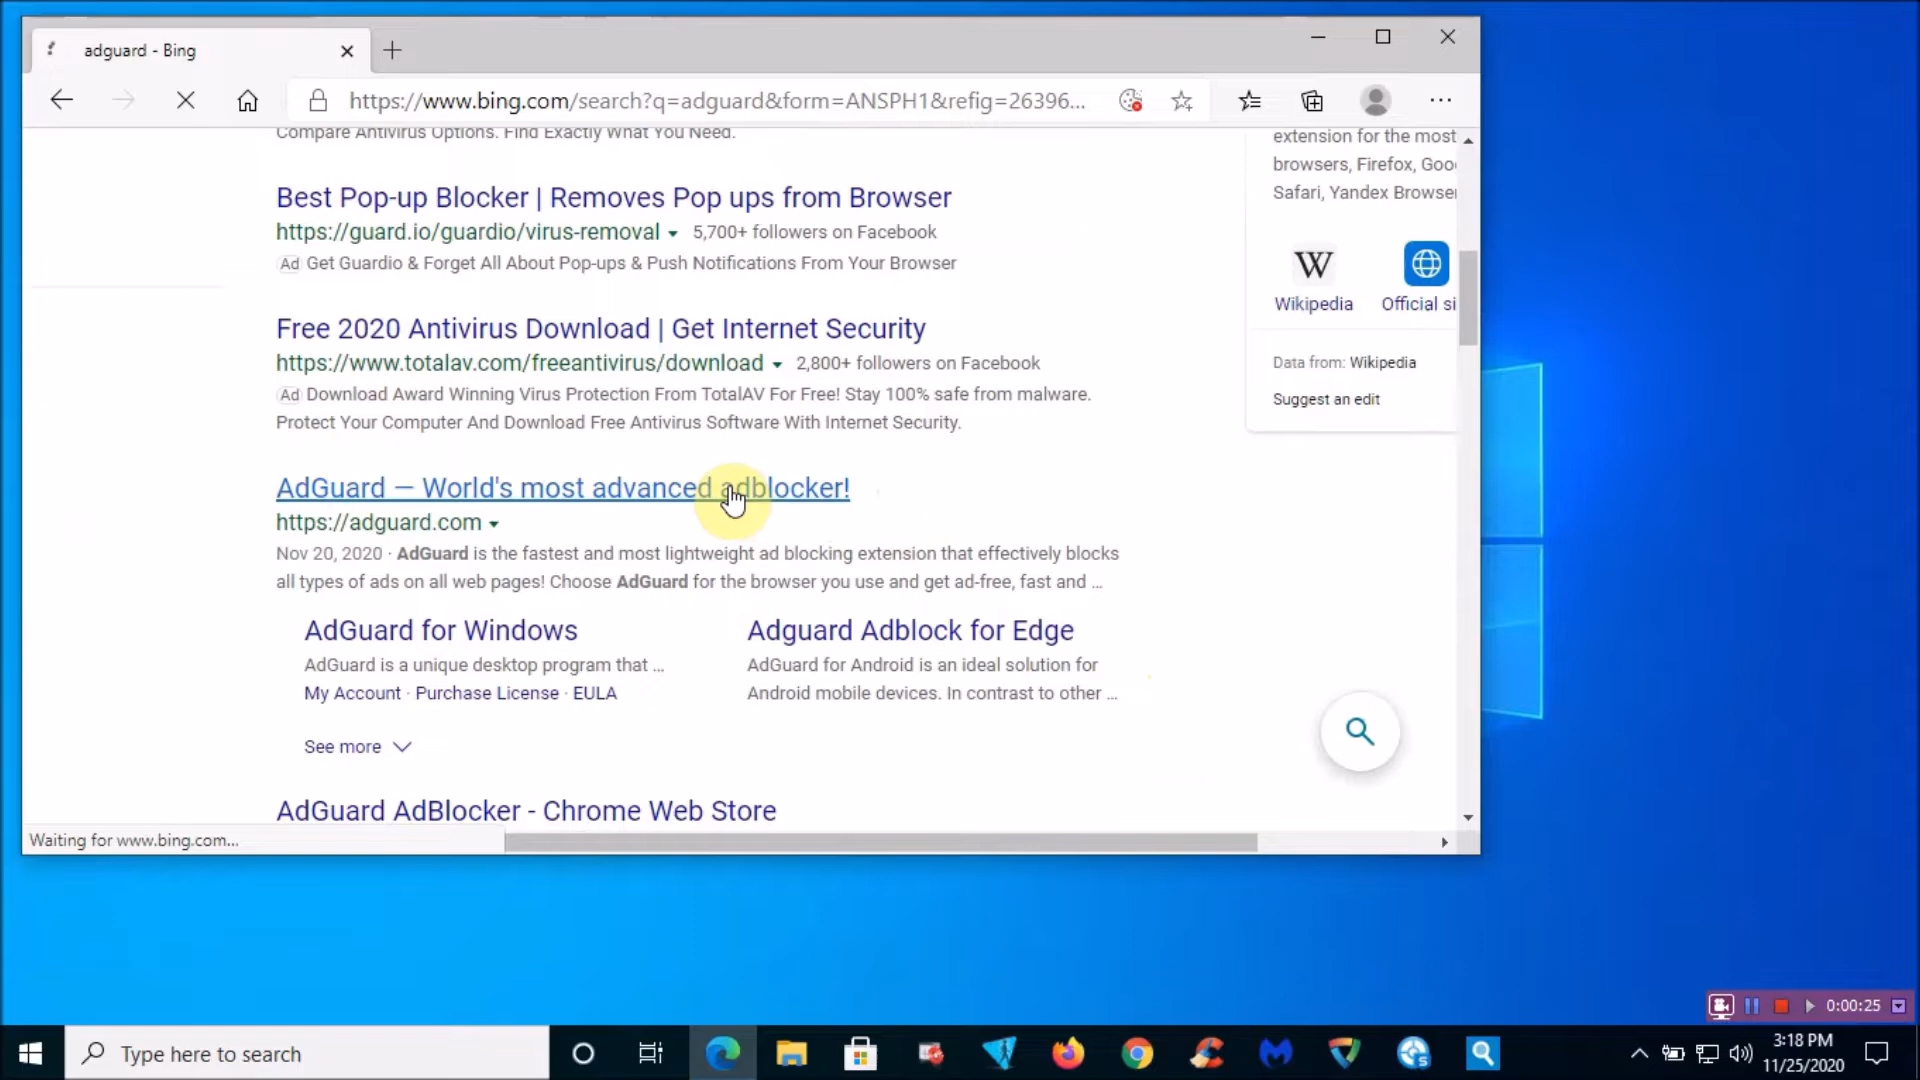 adguard - Bing
https://www.bing.com/search?q=adguard&form=ANSPH1&refig=26396...
Compare Antivirus Options. Find Exactly What You Need.
Best Pop-up Blocker | Removes Pop ups from Browser
https://guard.io/guardio/virus-removal 5,700+ followers on Facebook
Ad Get Guardio & Forget All About Pop-ups & Push Notifications From Your Browser
Free 2020 Antivirus Download | Get Internet Security
https://www.totalav.com/freeantivirus/download 2,800+ followers on Facebook
Ad Download Award Winning Virus Protection From TotalAV For Free! Stay 100% safe from malware.
Protect Your Computer And Download Free Antivirus Software With Internet Security.
AdGuard — World's most advanced adblocker!
https://adguard.com
Nov 20, 2020 · AdGuard is the fastest and most lightweight ad blocking extension that effectively blocks
all types of ads on all web pages! Choose AdGuard for the browser you use and get ad-free, fast and ...
AdGuard for Windows
AdGuard is a unique desktop program that ...
My Account · Purchase License · EULA
Adguard Adblock for Edge
AdGuard for Android is an ideal solution for
Android mobile devices. In contrast to other ...
See more
AdGuard AdBlocker - Chrome Web Store
extension for the most
browsers, Firefox, Goo
Safari, Yandex Browser
W
Wikipedia
Official si
Data from: Wikipedia
Suggest an edit
Waiting for www.bing.com...
0:00:25
Type here to search
3:18 PM
11/25/2020